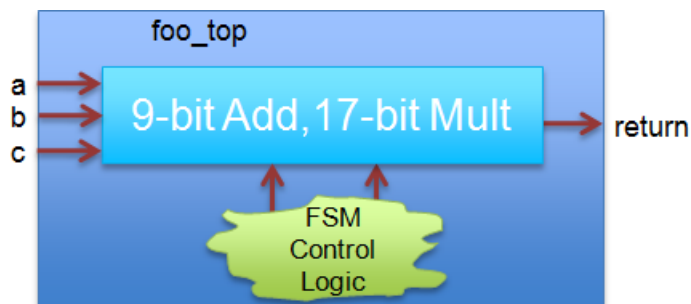 foo_top
a
b
c
9-bit Add,17-bit Mult
return
FSM
Control
Logic